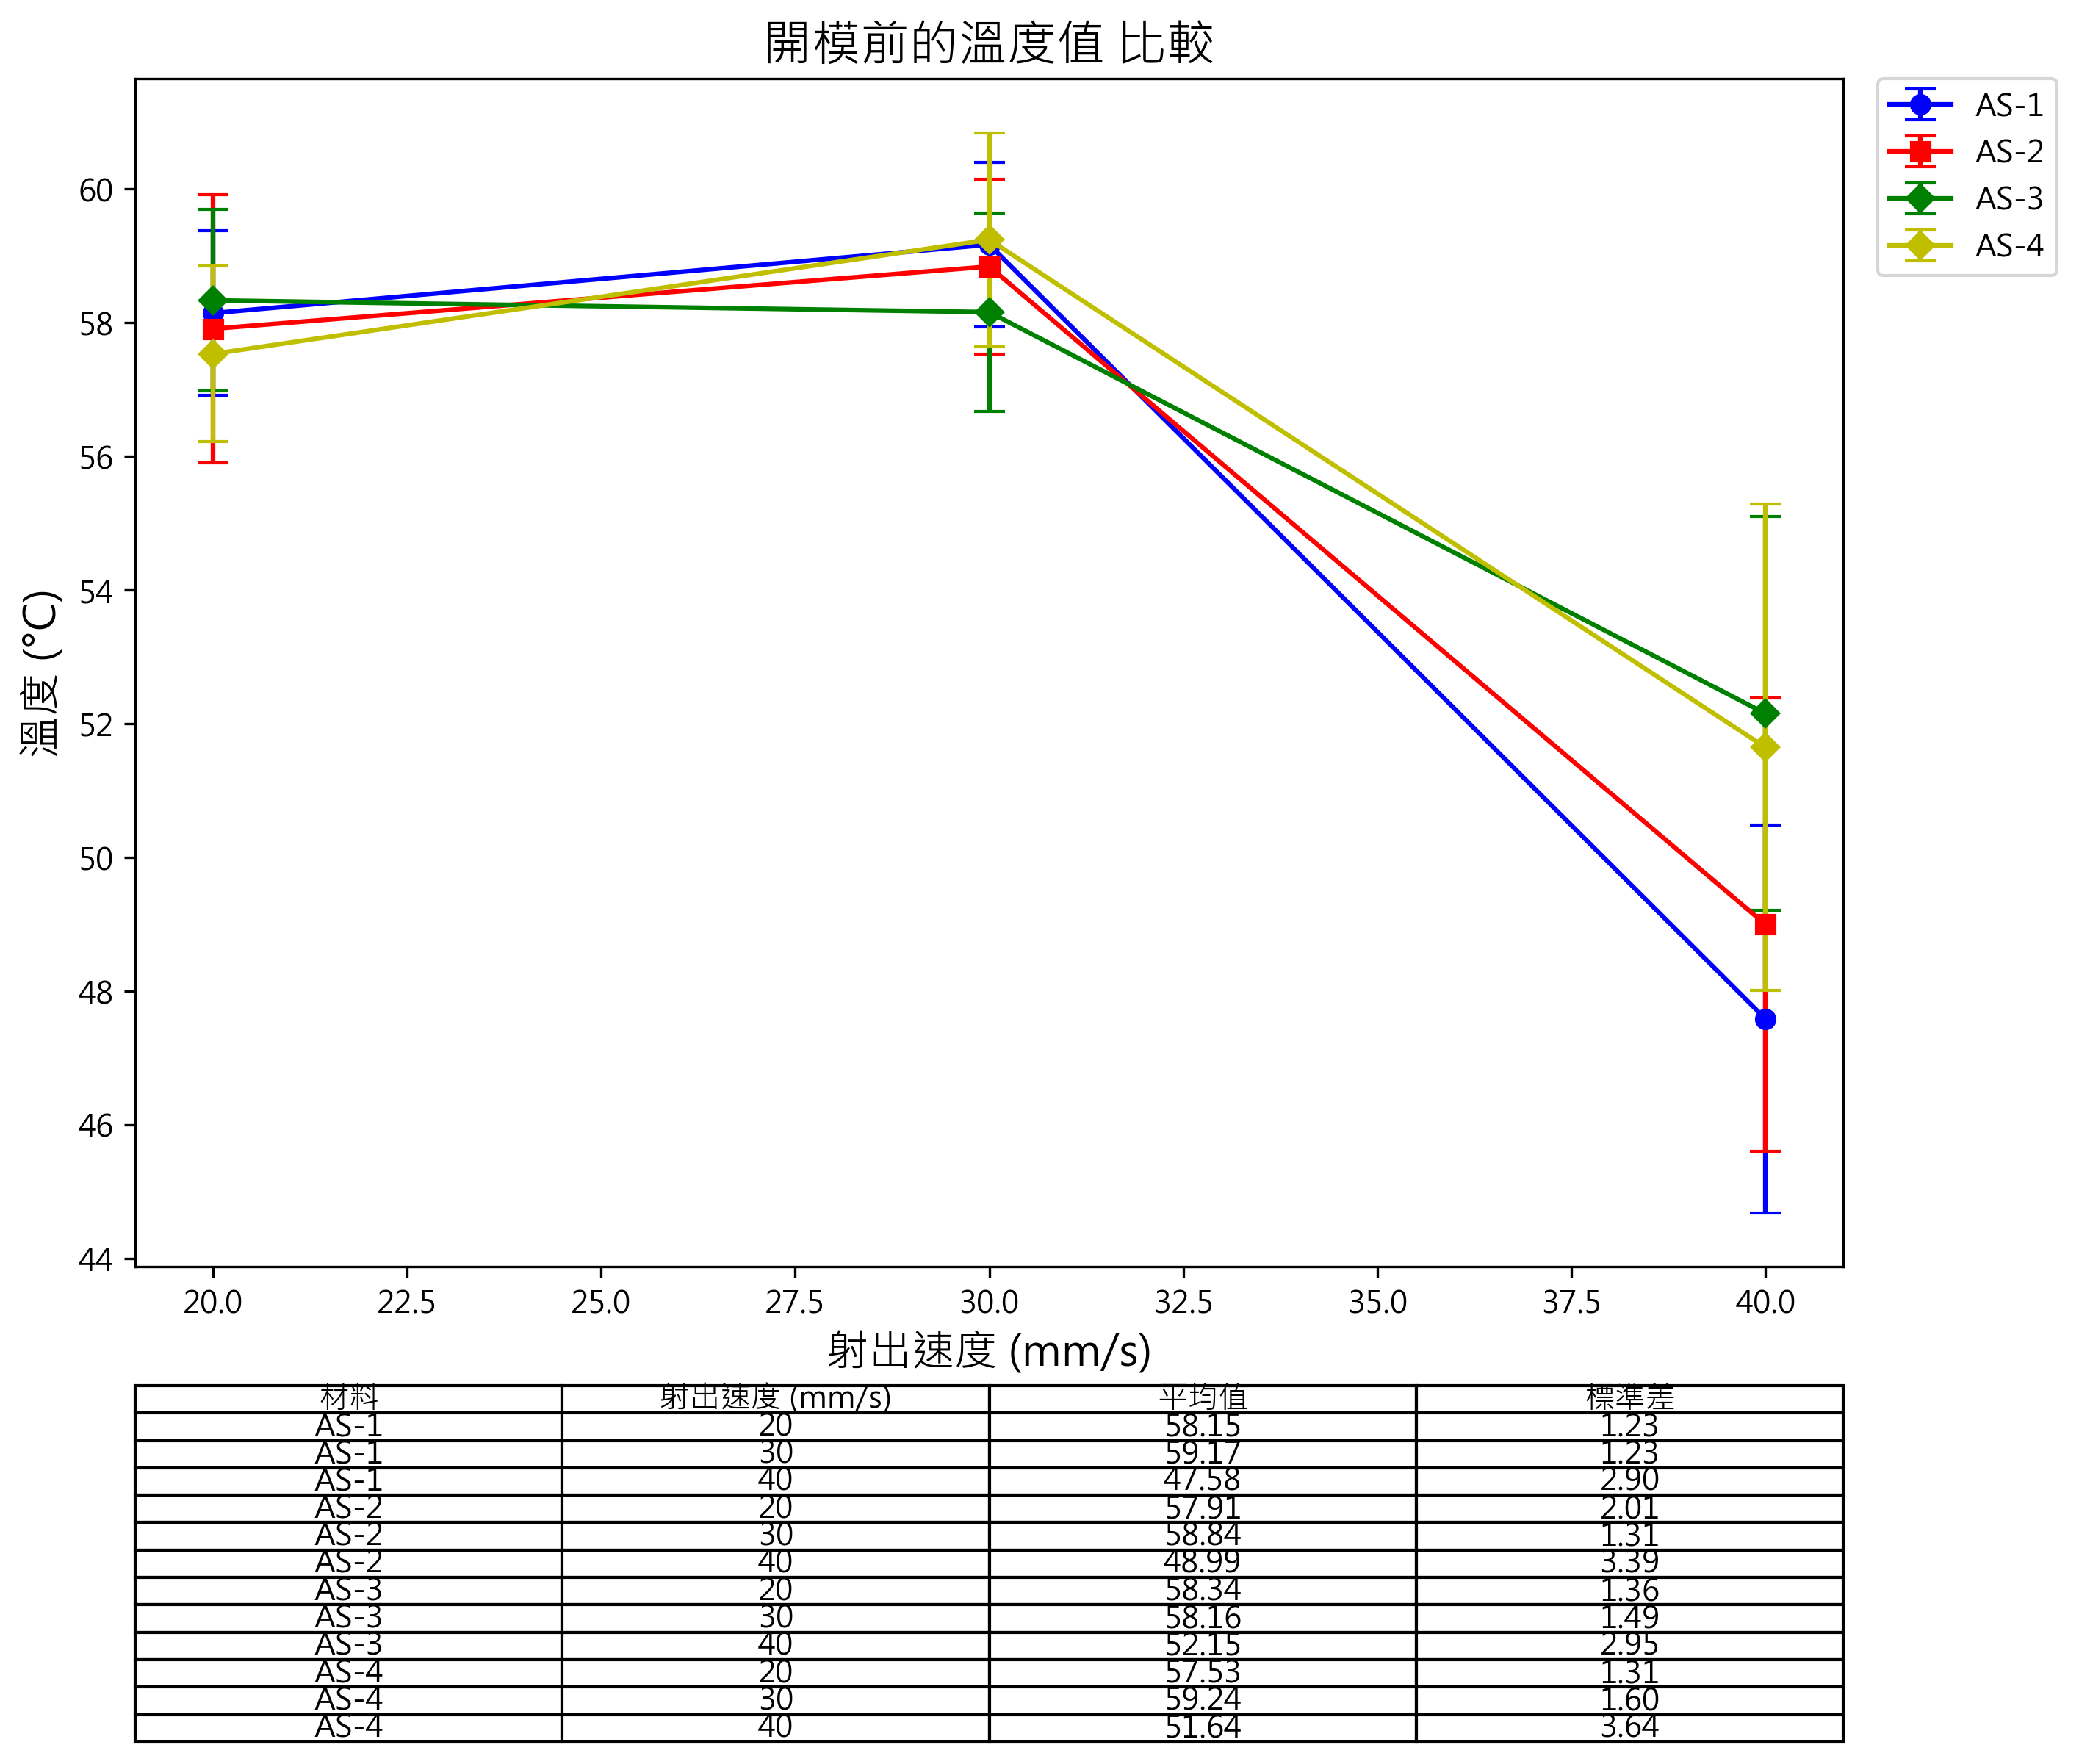 開模前的溫度值 比較
AS-1
AS-2
AS-3
AS-4
溫度 (°C)
60
58
56
54
52
50
48
46
44
20.0 22.5 25.0 27.5 30.0 32.5 35.0 37.5 40.0
射出速度 (mm/s)
材料 射出速度 (mm/s) 平均值 標準差
AS-1 20 58.15 1.23
AS-1 30 59.17 1.23
AS-1 40 47.58 2.90
AS-2 20 57.91 2.01
AS-2 30 58.84 1.31
AS-2 40 48.99 3.39
AS-3 20 58.34 1.36
AS-3 30 58.16 1.49
AS-3 40 52.15 2.95
AS-4 20 57.53 1.31
AS-4 30 59.24 1.60
AS-4 40 51.64 3.64